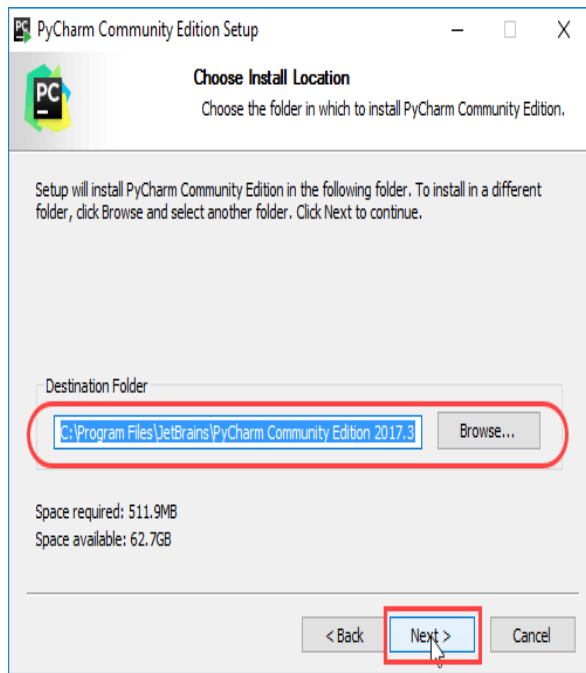 PyCharm Community Edition Setup
Choose Install Location
Choose the folder in which to install PyCharm Community Edition.
PC
Setup will install PyCharm Community Edition in the following folder. To install in a different
folder, click Browse and select another folder. Click Next to continue.
Destination Folder
C:\Program Files\JetBrains\PyCharm Community Edition 2017.3
Browse...
Space required: 511.9MB
Space available: 62.7GB
< Back
Next >
Cancel